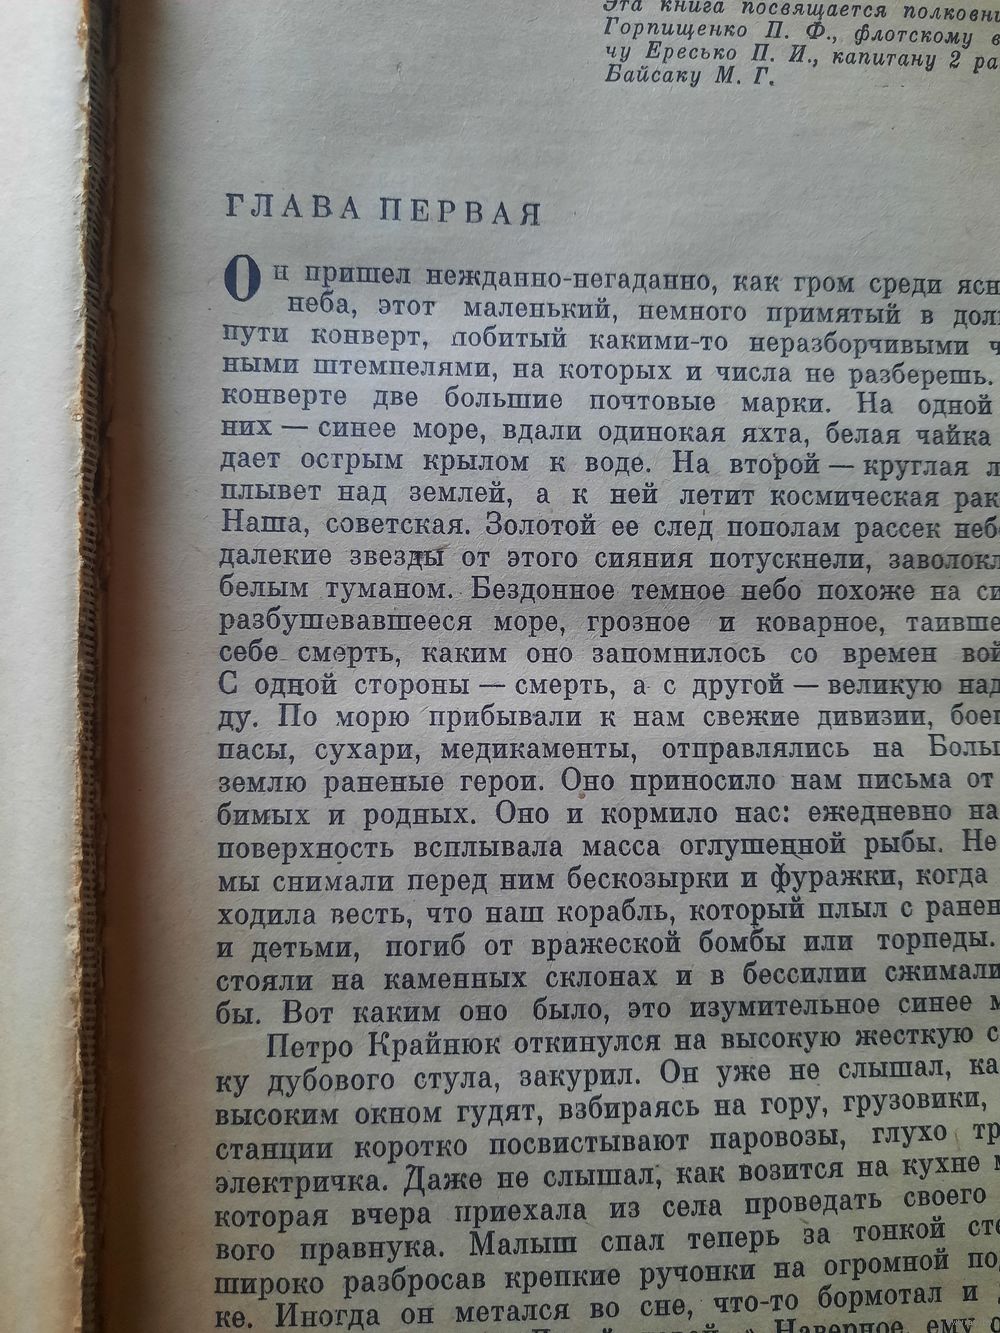 Эта книга посвящается полковни
Горпищенко П. Ф., флотскому в
чу Ересько П. И., капитану 2 ра
Байсаку М. Г.
ГЛАВА ПЕРВАЯ
Он пришел нежданно-негаданно, как гром среди ясн
неба, этот маленький, немного примятый в дол
пути конверт, побитый какими-то неразборчивыми ч
ными штемпелями, на которых и числа не разберешь.
конверте две большие почтовые марки. На одной
них — синее море, вдали одинокая яхта, белая чайка
дает острым крылом к воде. На второй — круглая л
плывет над землей, а к ней летит космическая рак
Наша, советская. Золотой ее след пополам рассек неб
далекие звезды от этого сияния потускнели, заволокл
белым туманом. Бездонное темное небо похоже на си
разбушевавшееся море, грозное и коварное, таивше
себе смерть, каким оно запомнилось со времен вой
С одной стороны — смерть, а с другой — великую над
ду. По морю прибывали к нам свежие дивизии, боеп
пасы, сухари, медикаменты, отправлялись на Больш
землю раненые герои. Оно приносило нам письма от
бимых и родных. Оно и кормило нас: ежедневно на
поверхность всплывала масса оглушенной рыбы. Не
мы снимали перед ним бескозырки и фуражки, когда
ходила весть, что наш корабль, который плыл с ранен
и детьми, погиб от вражеской бомбы или торпеды.
стояли на каменных склонах и в бессилии сжимали
бы. Вот каким оно было, это изумительное синее м
Петро Крайнюк откинулся на высокую жесткую с
ку дубового стула, закурил. Он уже не слышал, ка
высоким окном гудят, взбираясь на гору, грузовики,
станции коротко посвистывают паровозы, глухо тр
электричка. Даже не слышал, как возится на кухне м
которая вчера приехала из села проведать своего
вого правнука. Малыш спал теперь за тонкой сте
широко разбросав крепкие ручонки на огромной по
ке. Иногда он метался во сне, что-то бормотал и
Наверное, ему